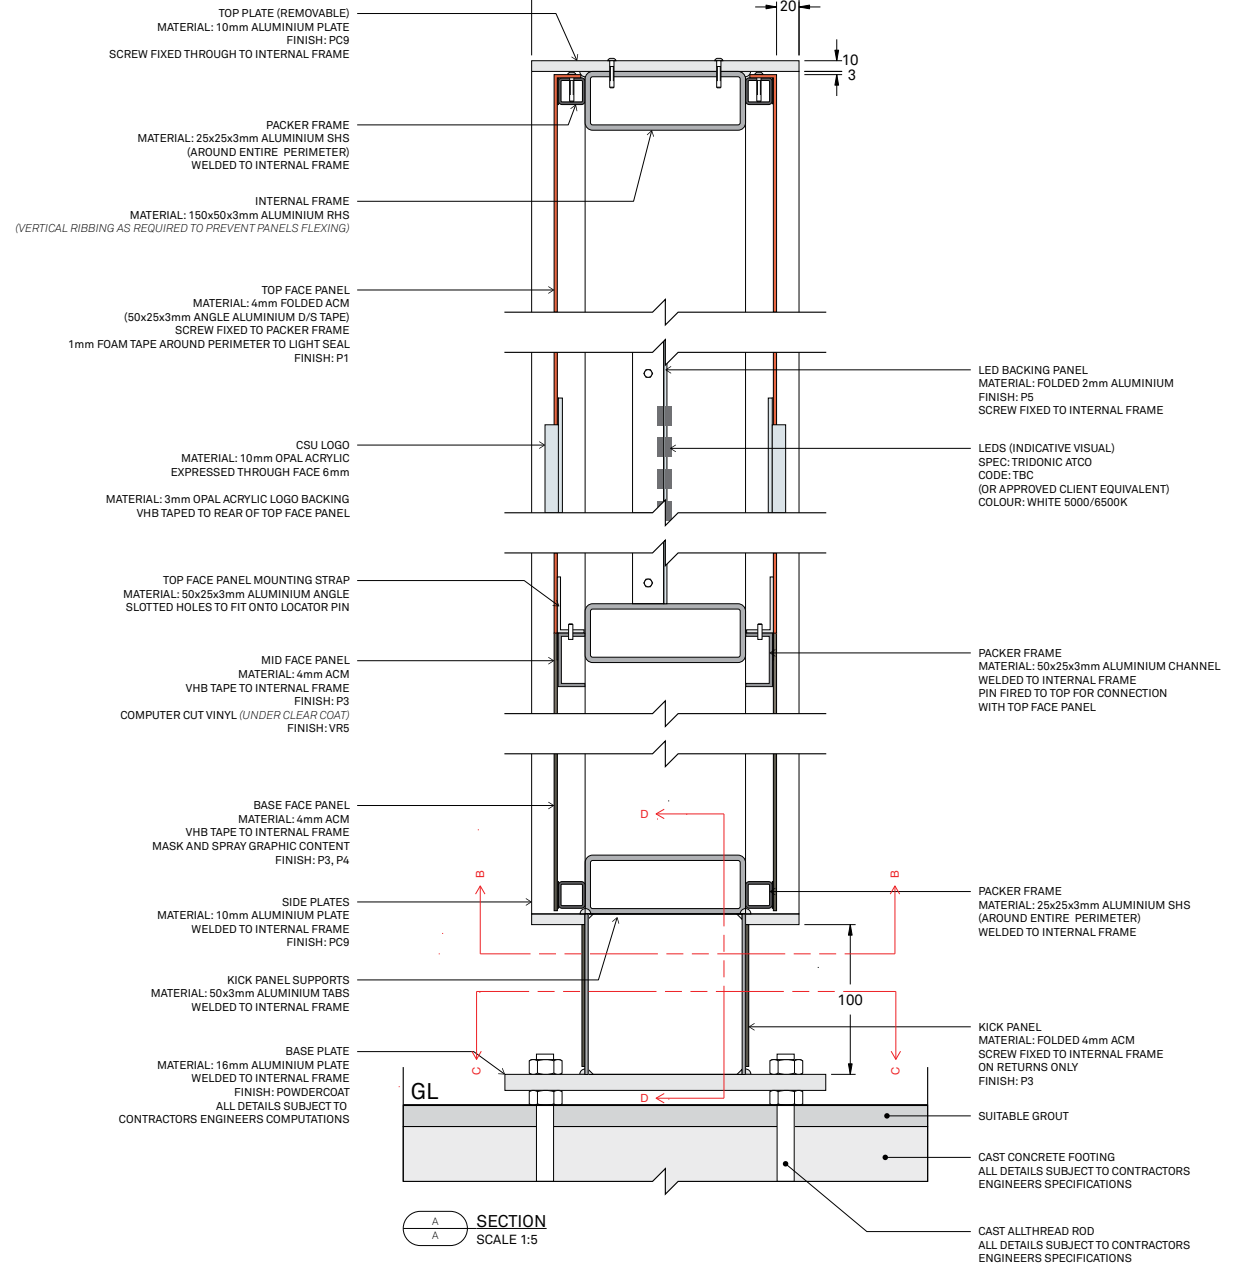 TOP PLATE (REMOVABLE)
MATERIAL: 10mm ALUMINIUM PLATE
FINISH: PC9
SCREW FIXED THROUGH TO INTERNAL FRAME
20
10
3
PACKER FRAME
MATERIAL: 25x25x3mm ALUMINIUM SHS
(AROUND ENTIRE PERIMETER)
WELDED TO INTERNAL FRAME
INTERNAL FRAME
MATERIAL: 150x50x3mm ALUMINIUM RHS
(VERTICAL RIBBING AS REQUIRED TO PREVENT PANELS FLEXING)
TOP FACE PANEL
MATERIAL: 4mm FOLDED ACM
(50x25x3mm ANGLE ALUMINIUM D/S TAPE)
SCREW FIXED TO PACKER FRAME
1mm FOAM TAPE AROUND PERIMETER TO LIGHT SEAL
FINISH: P1
LED BACKING PANEL
MATERIAL: FOLDED 2mm ALUMINIUM
FINISH: P5
SCREW FIXED TO INTERNAL FRAME
CSU LOGO
MATERIAL: 10mm OPAL ACRYLIC
EXPRESSED THROUGH FACE 6mm
MATERIAL: 3mm OPAL ACRYLIC LOGO BACKING
VHB TAPED TO REAR OF TOP FACE PANEL
LEDS (INDICATIVE VISUAL)
SPEC: TRIDONIC ATCO
CODE: TBC
(OR APPROVED CLIENT EQUIVALENT)
COLOUR: WHITE 5000/6500K
TOP FACE PANEL MOUNTING STRAP
MATERIAL: 50x25x3mm ALUMINIUM ANGLE
SLOTTED HOLES TO FIT ONTO LOCATOR PIN
MID FACE PANEL
MATERIAL: 4mm ACM
VHB TAPE TO INTERNAL FRAME
FINISH: P3
COMPUTER CUT VINYL (UNDER CLEAR COAT)
FINISH: VR5
PACKER FRAME
MATERIAL: 50x25x3mm ALUMINIUM CHANNEL
WELDED TO INTERNAL FRAME
PIN FIRED TO TOP FOR CONNECTION
WITH TOP FACE PANEL
BASE FACE PANEL
MATERIAL: 4mm ACM
VHB TAPE TO INTERNAL FRAME
MASK AND SPRAY GRAPHIC CONTENT
FINISH: P3, P4
D
B
B
SIDE PLATES
MATERIAL: 10mm ALUMINIUM PLATE
WELDED TO INTERNAL FRAME
FINISH: PC9
PACKER FRAME
MATERIAL: 25x25x3mm ALUMINIUM SHS
(AROUND ENTIRE PERIMETER)
WELDED TO INTERNAL FRAME
KICK PANEL SUPPORTS
MATERIAL: 50x3mm ALUMINIUM TABS
WELDED TO INTERNAL FRAME
100
KICK PANEL
MATERIAL: FOLDED 4mm ACM
SCREW FIXED TO INTERNAL FRAME
ON RETURNS ONLY
FINISH: P3
BASE PLATE
MATERIAL: 16mm ALUMINIUM PLATE
WELDED TO INTERNAL FRAME
FINISH: POWDERCOAT
ALL DETAILS SUBJECT TO
CONTRACTORS ENGINEERS COMPUTATIONS
C
C
GL
D
SUITABLE GROUT
CAST CONCRETE FOOTING
ALL DETAILS SUBJECT TO CONTRACTORS
ENGINEERS SPECIFICATIONS
A
A
SECTION
SCALE 1:5
CAST ALLTHREAD ROD
ALL DETAILS SUBJECT TO CONTRACTORS
ENGINEERS SPECIFICATIONS